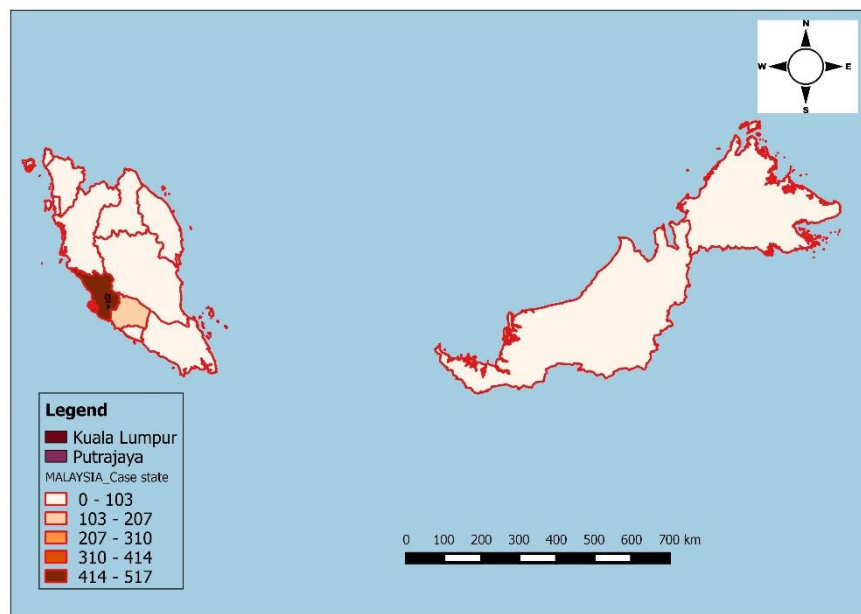 N
W E
S
Legend
Kuala Lumpur
Putrajaya
MALAYSIA_Case state
0 - 103
103 - 207
207 - 310
310 - 414
414 - 517
0 100 200 300 400 500 600 700 km